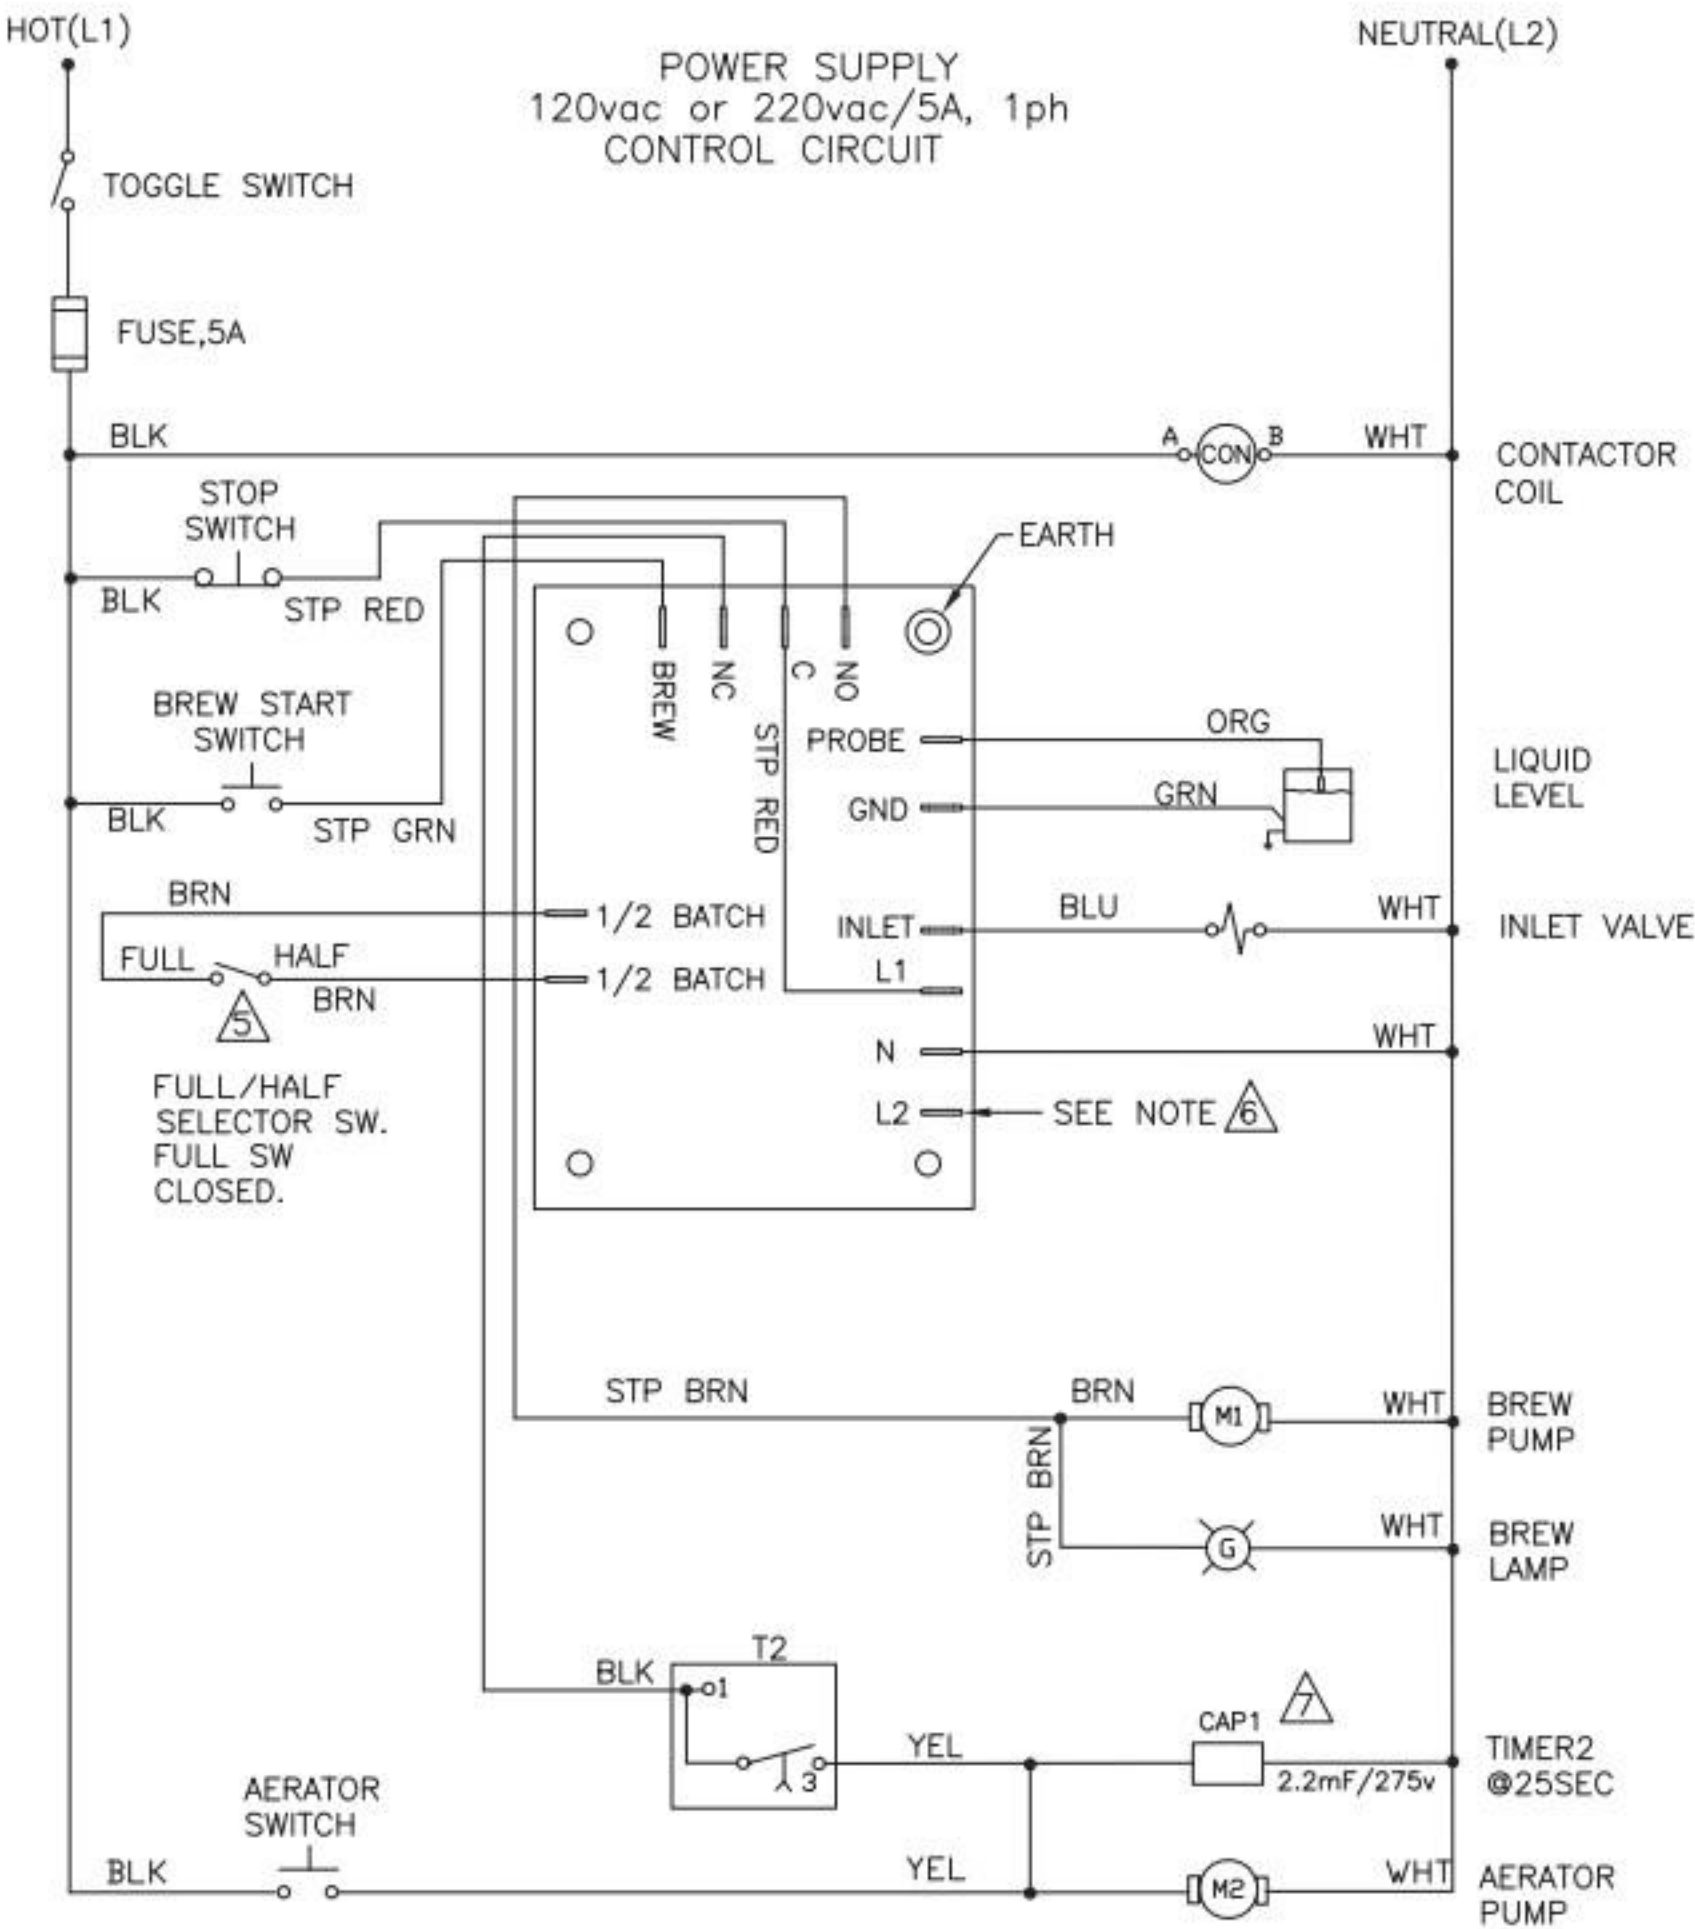 HOT(L1)
NEUTRAL(L2)
POWER SUPPLY
120vac or 220vac/5A, 1ph
CONTROL CIRCUIT
TOGGLE SWITCH
FUSE,5A
BLK
A
CON
B
WHT
CONTACTOR
COIL
STOP
SWITCH
BLK
STP RED
EARTH
BREW
NC
C
NO
STP RED
BREW START
SWITCH
BLK
STP GRN
PROBE
ORG
GND
GRN
LIQUID
LEVEL
BRN
1/2 BATCH
INLET
BLU
WHT
INLET VALVE
FULL
HALF
BRN
1/2 BATCH
L1
5
N
WHT
L2
SEE NOTE
6
FULL/HALF
SELECTOR SW.
FULL SW
CLOSED.
STP BRN
BRN
M1
WHT
BREW
PUMP
STP BRN
G
WHT
BREW
LAMP
T2
BLK
1
3
YEL
CAP1
7
2.2mF/275v
TIMER2
@25SEC
AERATOR
SWITCH
BLK
YEL
M2
WHT
AERATOR
PUMP